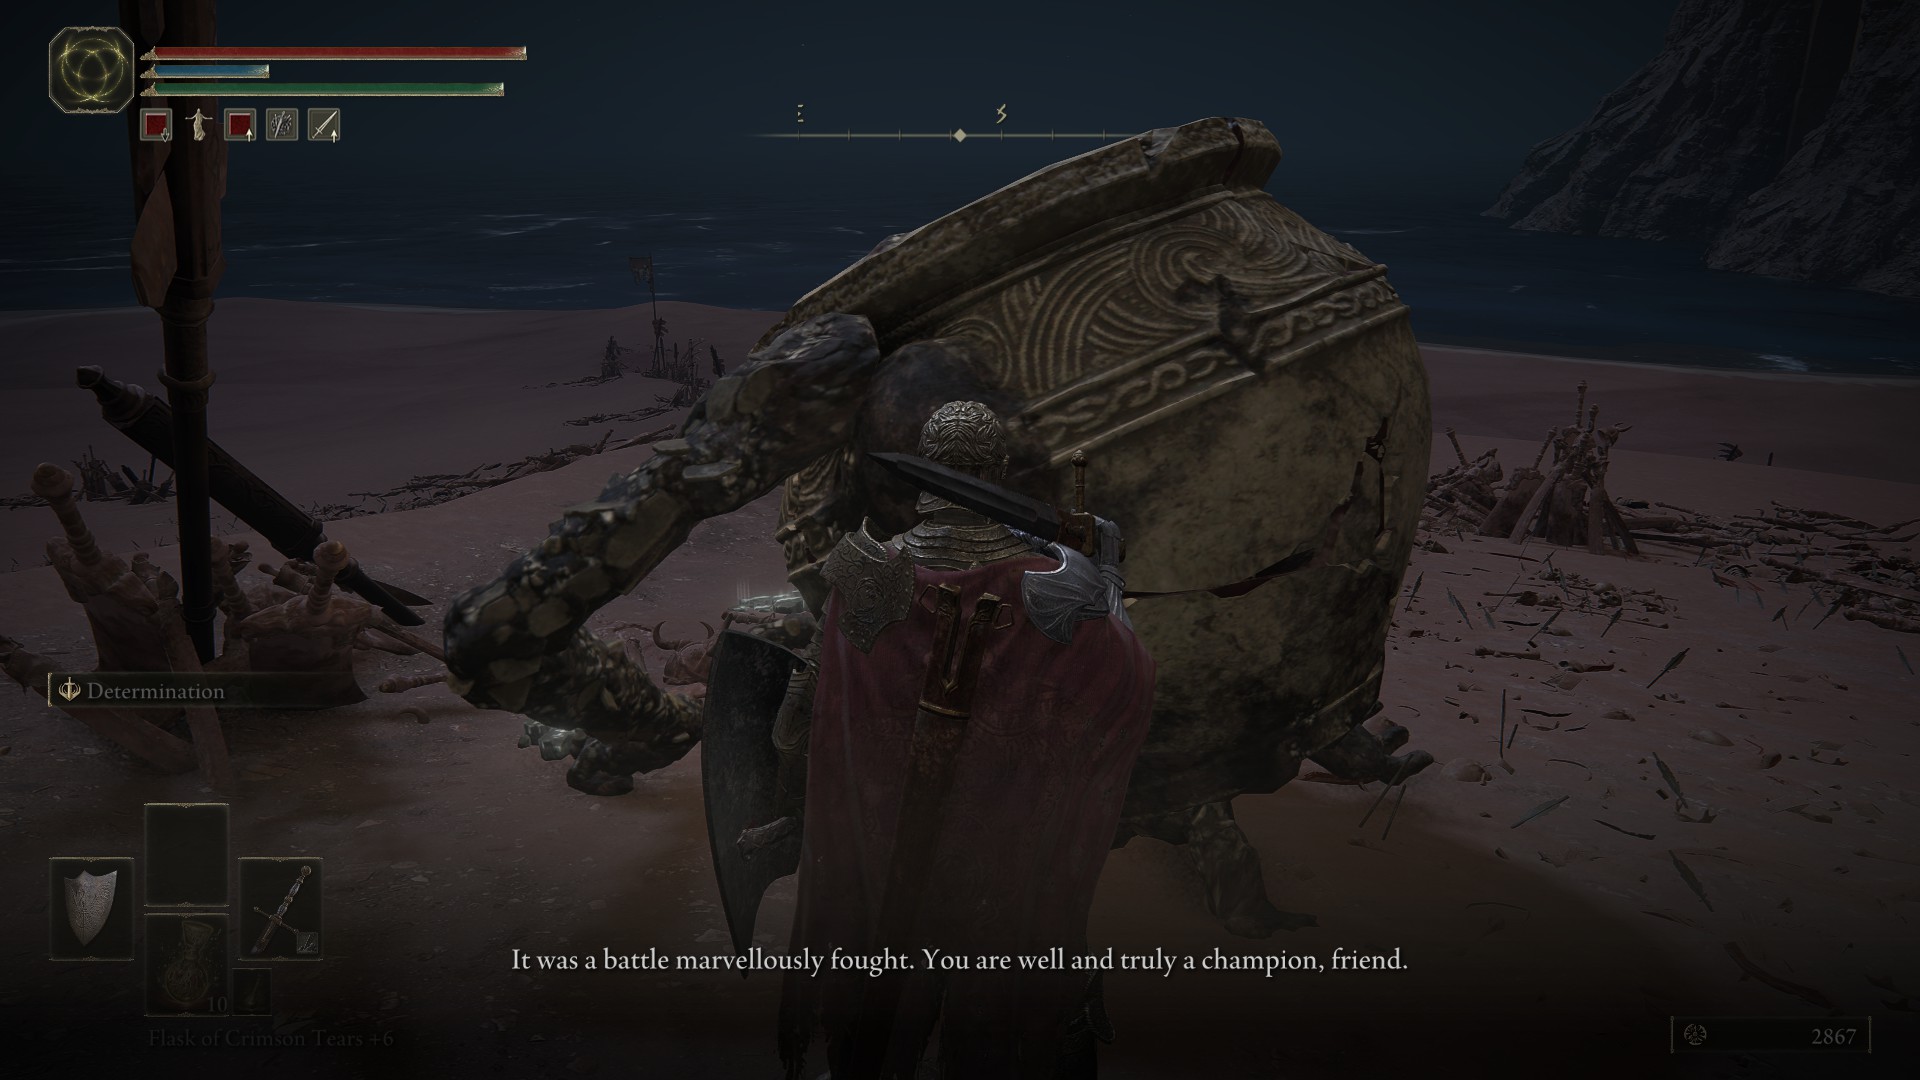 E
S
Determination
It was a battle marvellously fought. You are well and truly a champion, friend.
10
Flask of Crimson Tears +6
2867